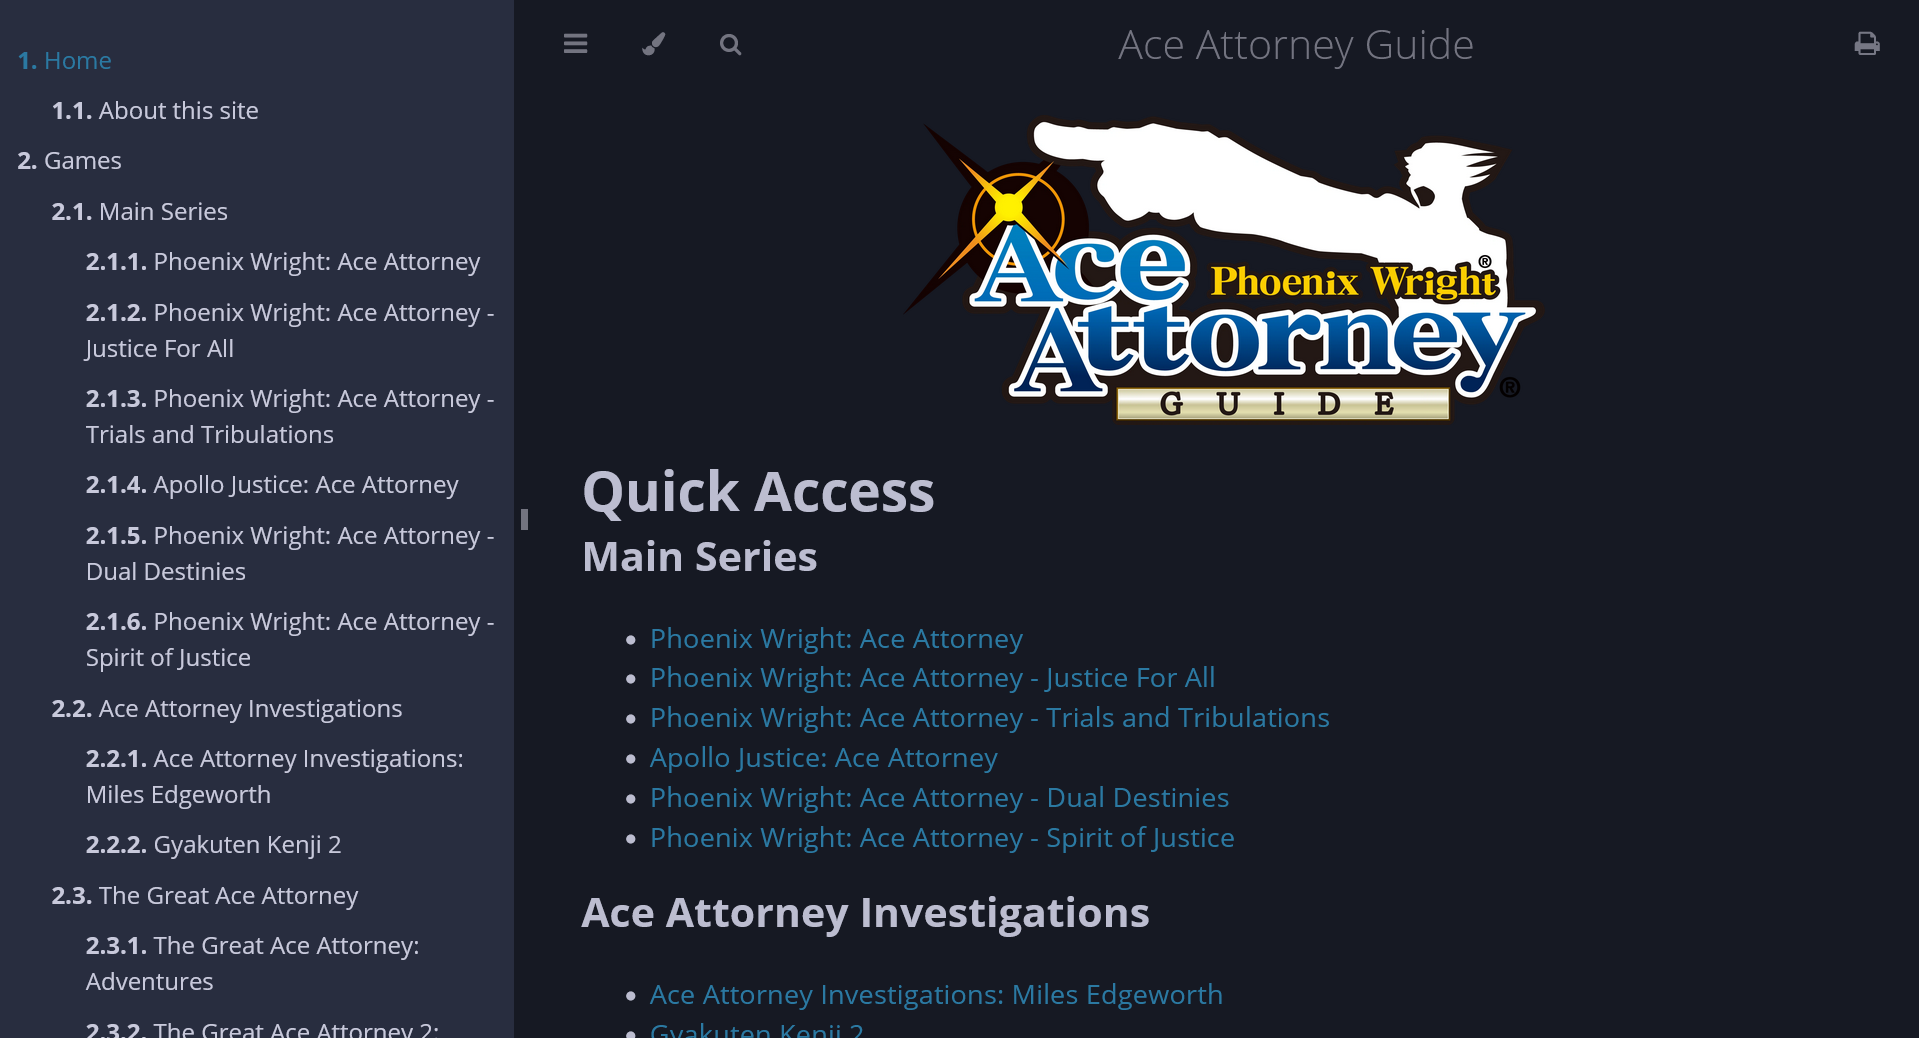 1. Home
1.1. About this site
2. Games
2.1. Main Series
2.1.1. Phoenix Wright: Ace Attorney
2.1.2. Phoenix Wright: Ace Attorney -
Justice For All
2.1.3. Phoenix Wright: Ace Attorney -
Trials and Tribulations
2.1.4. Apollo Justice: Ace Attorney
2.1.5. Phoenix Wright: Ace Attorney -
Dual Destinies
2.1.6. Phoenix Wright: Ace Attorney -
Spirit of Justice
2.2. Ace Attorney Investigations
2.2.1. Ace Attorney Investigations:
Miles Edgeworth
2.2.2. Gyakuten Kenji 2
2.3. The Great Ace Attorney
2.3.1. The Great Ace Attorney:
Adventures
2.3.2. The Great Ace Attorney 2:
Ace Attorney Guide
Phoenix Wright®
Ace
Attorney®
GUIDE
Quick Access
Main Series
• Phoenix Wright: Ace Attorney
• Phoenix Wright: Ace Attorney - Justice For All
• Phoenix Wright: Ace Attorney - Trials and Tribulations
• Apollo Justice: Ace Attorney
• Phoenix Wright: Ace Attorney - Dual Destinies
• Phoenix Wright: Ace Attorney - Spirit of Justice
Ace Attorney Investigations
• Ace Attorney Investigations: Miles Edgeworth
• Gyakuten Kenji 2